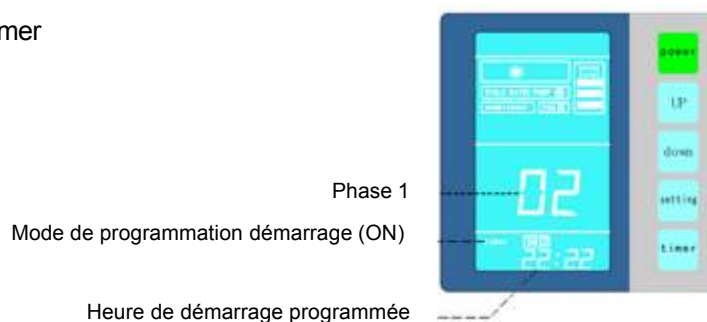 mer
power
UP
down
Phase 1
02
setting
Mode de programmation démarrage (ON)
timer
22:22
Heure de démarrage programmée